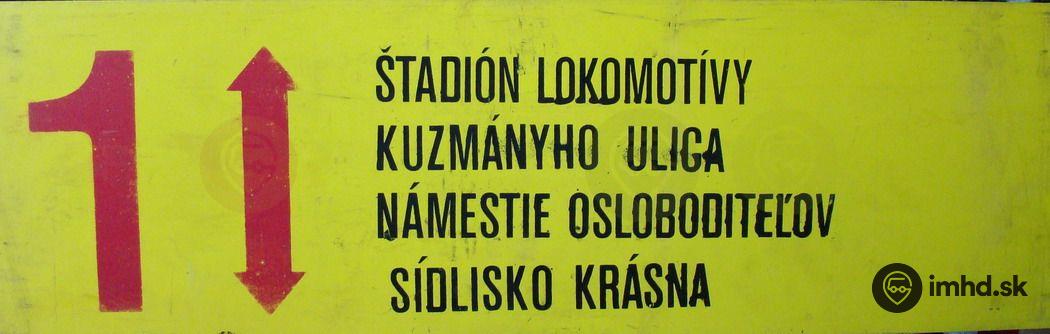 1
ŠTADIÓN LOKOMOTÍVY
KUZMÁNYHO ULICA
NÁMESTIE OSLOBODITEĽOV
SÍDLISKO KRÁSNA
imhd.sk